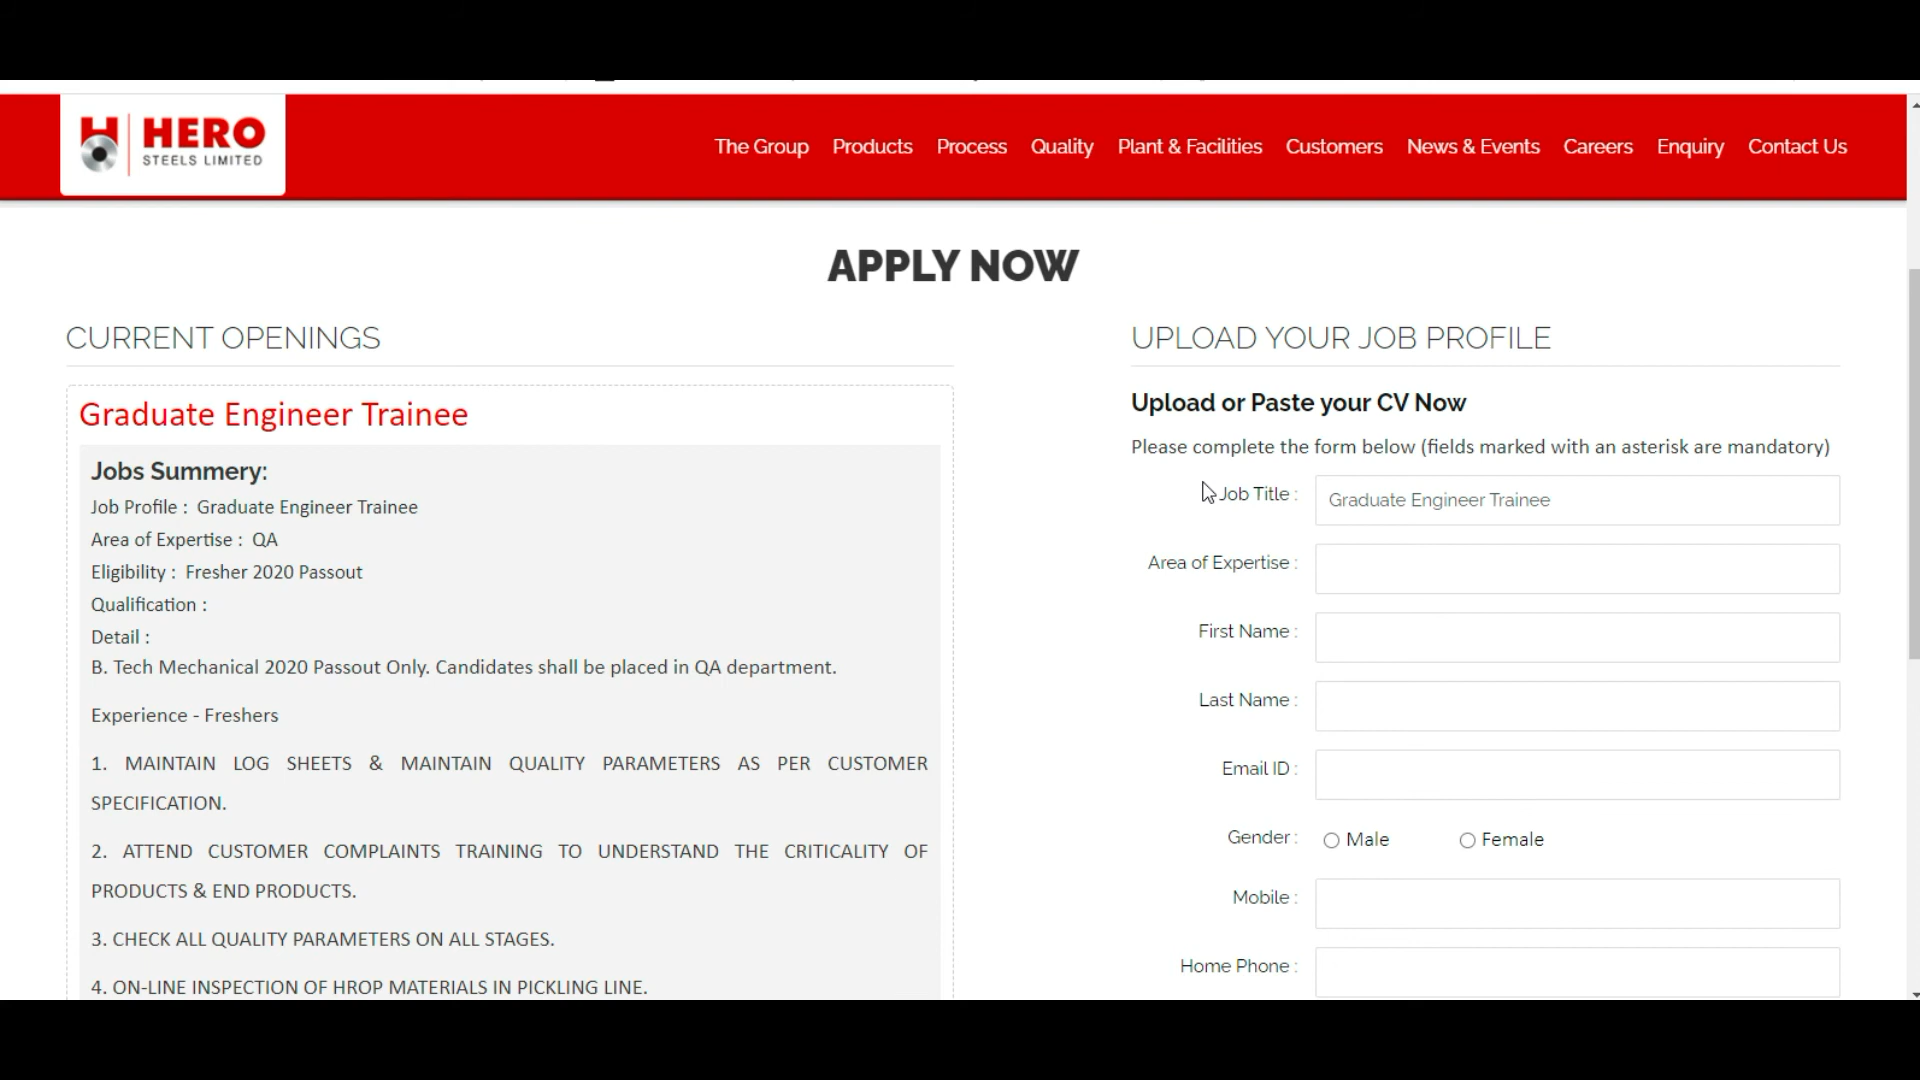 HERO
STEELS LIMITED
The Group Products Process Quality Plant & Facilities Customers News & Events Careers Enquiry Contact Us
APPLY NOW
CURRENT OPENINGS
Graduate Engineer Trainee
Jobs Summery:
Job Profile : Graduate Engineer Trainee
Area of Expertise : QA
Eligibility : Fresher 2020 Passout
Qualification :
Detail :
B. Tech Mechanical 2020 Passout Only. Candidates shall be placed in QA department.
Experience - Freshers
1. MAINTAIN LOG SHEETS & MAINTAIN QUALITY PARAMETERS AS PER CUSTOMER
SPECIFICATION.
2. ATTEND CUSTOMER COMPLAINTS TRAINING TO UNDERSTAND THE CRITICALITY OF
PRODUCTS & END PRODUCTS.
3. CHECK ALL QUALITY PARAMETERS ON ALL STAGES.
4. ON-LINE INSPECTION OF HROP MATERIALS IN PICKLING LINE.
UPLOAD YOUR JOB PROFILE
Upload or Paste your CV Now
Please complete the form below (fields marked with an asterisk are mandatory)
Job Title : Graduate Engineer Trainee
Area of Expertise :
First Name :
Last Name :
Email ID :
Gender : Male Female
Mobile :
Home Phone :